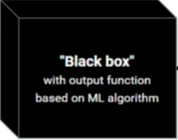 "Black box"
with output function
based on ML algorithm